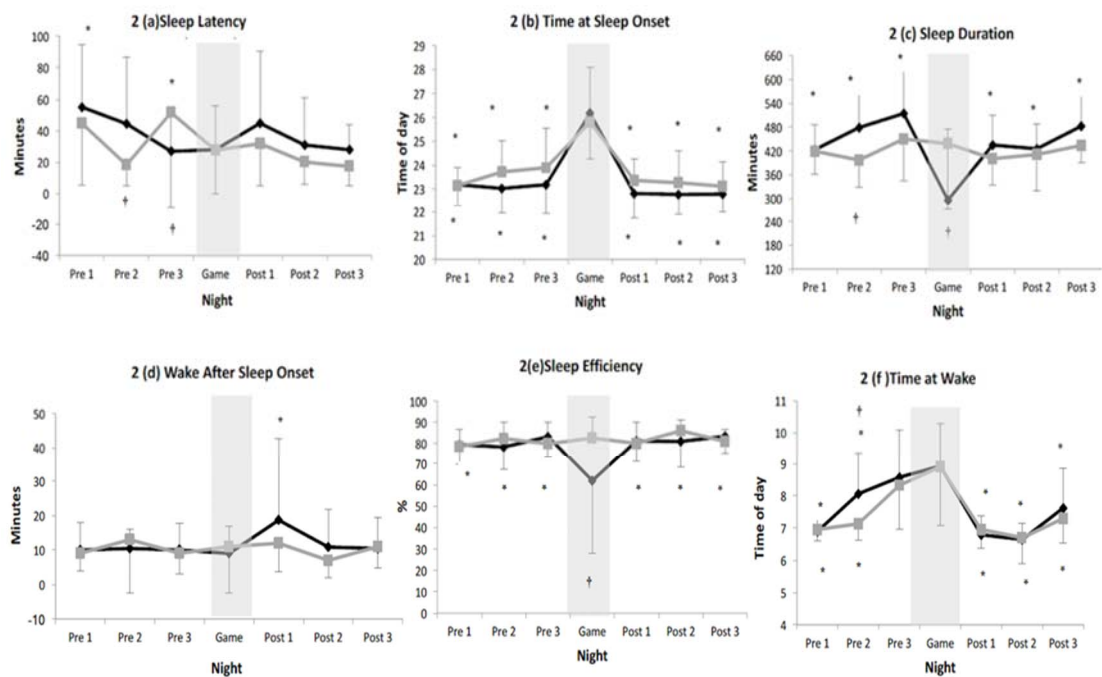 2 (a)Sleep Latency
Minutes
100
80
60
40
20
0
-20
-40
*
*
†
†
Pre 1 Pre 2 Pre 3 Game Post 1 Post 2 Post 3
Night
2 (b) Time at Sleep Onset
Time of day
29
28
27
26
25
24
23
22
21
20
* * * * * *
* * * * * *
Pre 1 Pre 2 Pre 3 Game Post 1 Post 2 Post 3
Night
2 (c) Sleep Duration
Minutes
660
600
540
480
420
360
300
240
180
120
* * * * * *
† †
Pre 1 Pre 2 Pre 3 Game Post 1 Post 2 Post 3
Night
2 (d) Wake After Sleep Onset
Minutes
50
40
30
20
10
0
-10
*
Pre 1 Pre 2 Pre 3 Game Post 1 Post 2 Post 3
Night
2(e)Sleep Efficiency
%
100
90
80
70
60
50
40
30
20
10
0
* * * * * *
†
Pre 1 Pre 2 Pre 3 Game Post 1 Post 2 Post 3
Night
2 (f )Time at Wake
Time of day
11
10
9
8
7
6
5
4
†
* * * * *
* * * * *
Pre 1 Pre 2 Pre 3 Game Post 1 Post 2 Post 3
Night